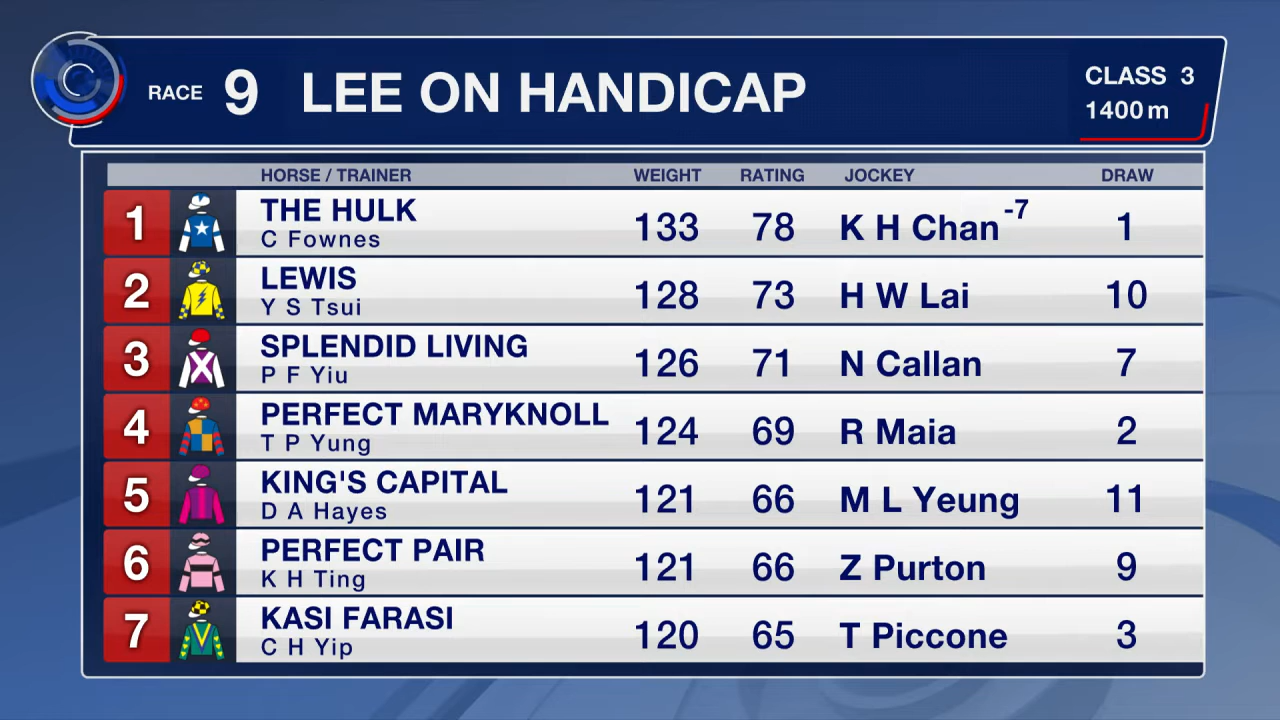 RACE 9 LEE ON HANDICAP
CLASS 3
1400m
HORSE / TRAINER WEIGHT RATING JOCKEY DRAW
1 THE HULK 133 78 K H Chan -7 1
C Fownes
2 LEWIS 128 73 H W Lai 10
Y S Tsui
3 SPLENDID LIVING 126 71 N Callan 7
P F Yiu
4 PERFECT MARYKNOLL 124 69 R Maia 2
T P Yung
5 KING'S CAPITAL 121 66 M L Yeung 11
D A Hayes
6 PERFECT PAIR 121 66 Z Purton 9
K H Ting
7 KASI FARASI 120 65 T Piccone 3
C H Yip